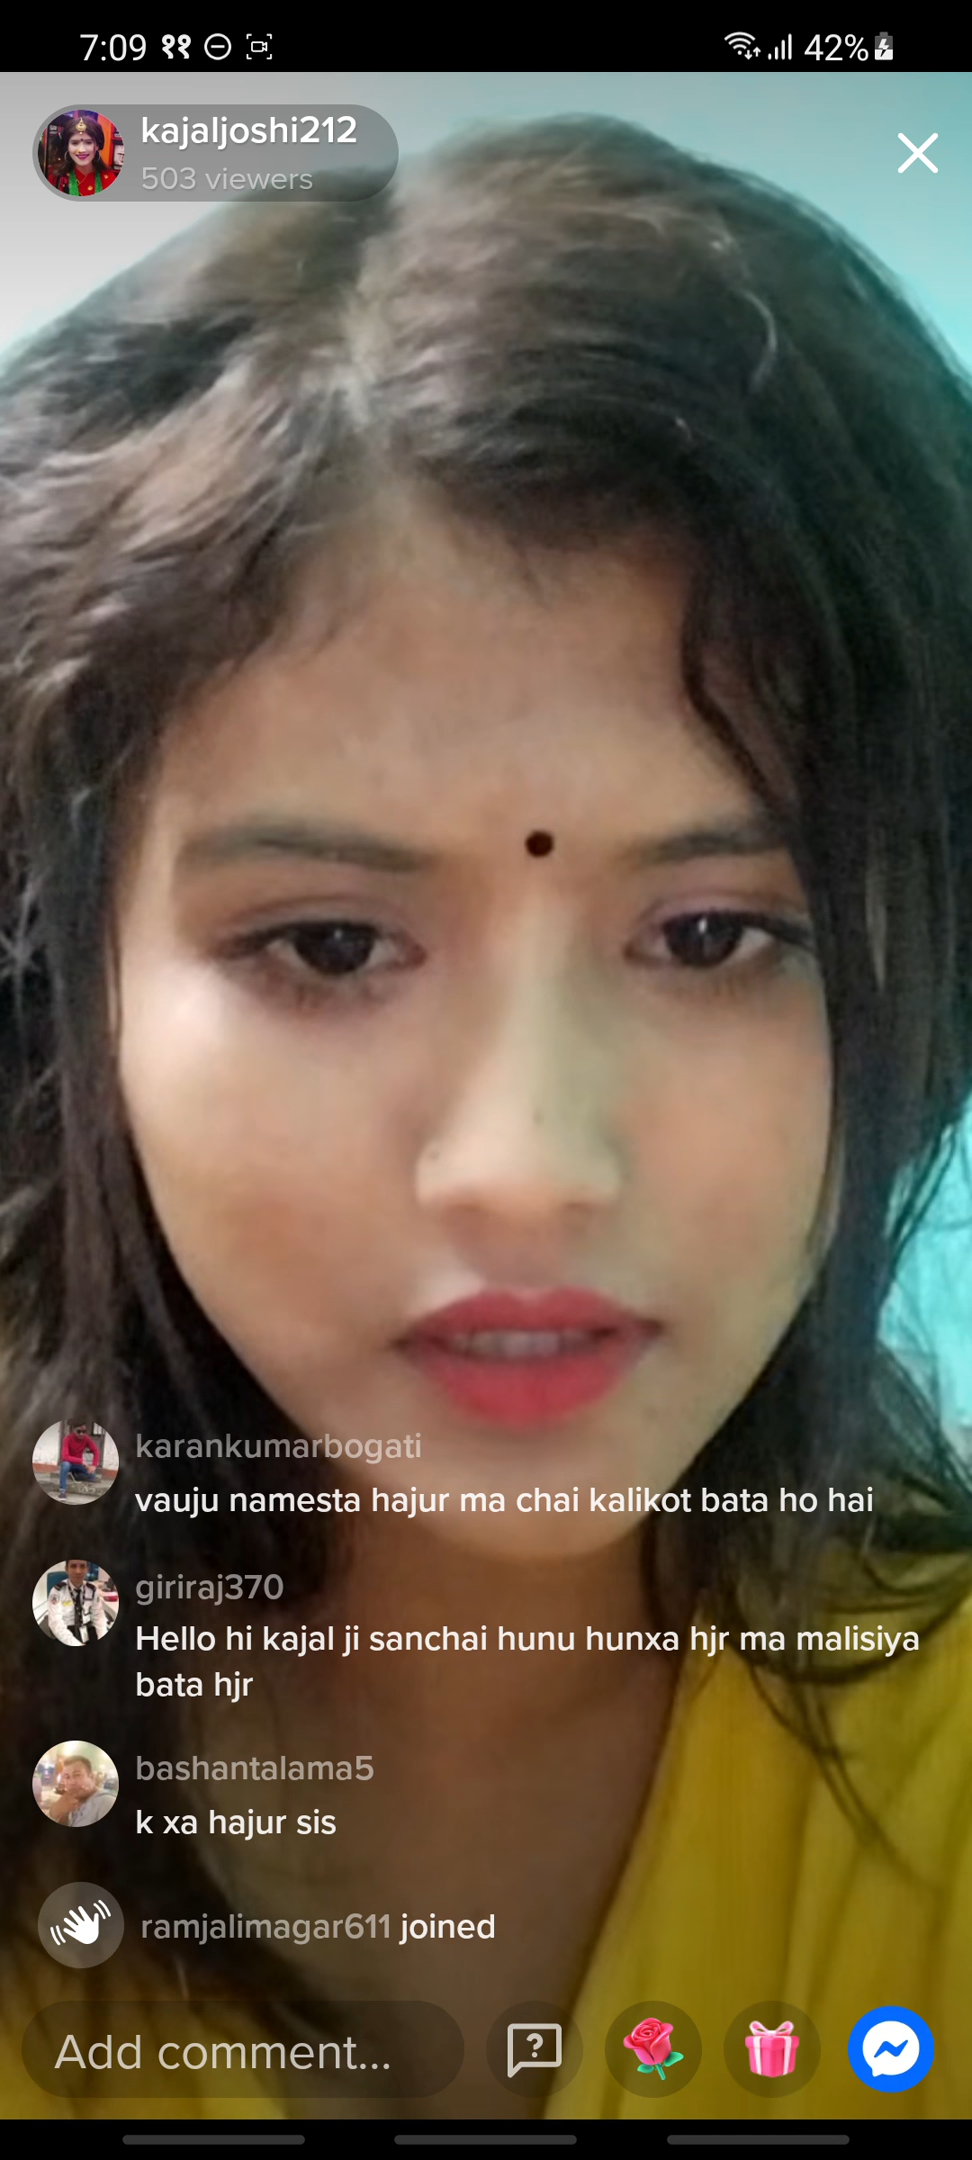 7:09 ११ 42%
kajaljoshi212
503 viewers
karankumarbogati
vauju namesta hajur ma chai kalikot bata ho hai
giriraj370
Hello hi kajal ji sanchai hunu hunxa hjr ma malisiya
bata hjr
bashantalama5
k xa hajur sis
ramjalimagar611 joined
Add comment...